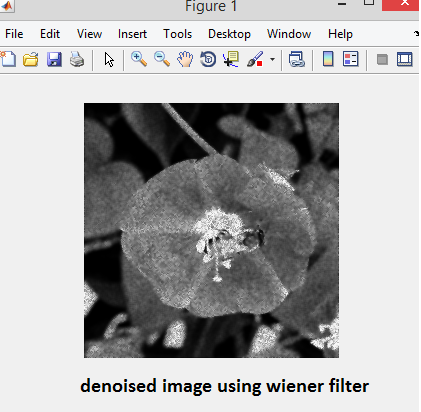 Figure 1
File Edit View Insert Tools Desktop Window Help
denoised image using wiener filter